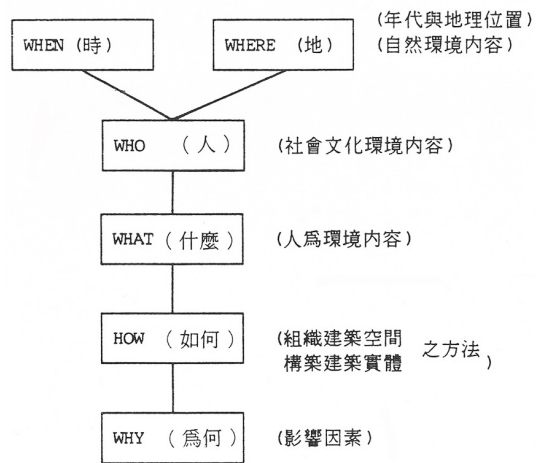 (年代與地理位置)
WHEN (時) WHERE (地) (自然環境內容)
WHO (人) (社會文化環境內容)
WHAT (什麼) (人爲環境內容)
HOW (如何) (組織建築空間
構築建築實體 之方法)
WHY (爲何) (影響因素)